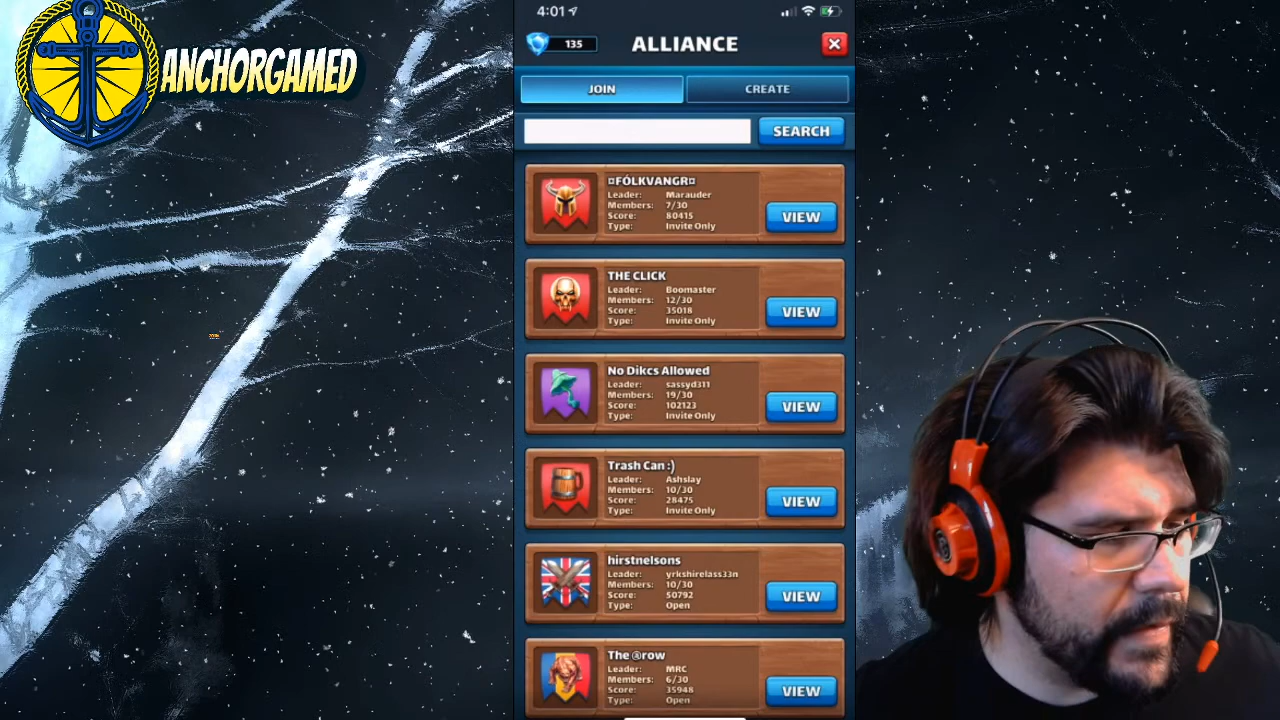 4:01
ANCHORGAMED
135
ALLIANCE
JOIN
CREATE
SEARCH
¤FÓLKVANGR¤
Leader: Marauder
Members: 7/30
Score: 80415
Type: Invite Only
VIEW
THE CLICK
Leader: Boomaster
Members: 12/30
Score: 35018
Type: Invite Only
VIEW
No Dikcs Allowed
Leader: sassyd311
Members: 19/30
Score: 102123
Type: Invite Only
VIEW
Trash Can :)
Leader: Ashslay
Members: 10/30
Score: 28475
Type: Invite Only
VIEW
hirstnelsons
Leader: yrkshirelass33n
Members: 10/30
Score: 50792
Type: Open
VIEW
The ®row
Leader: MRC
Members: 6/30
Score: 35948
Type: Open
VIEW